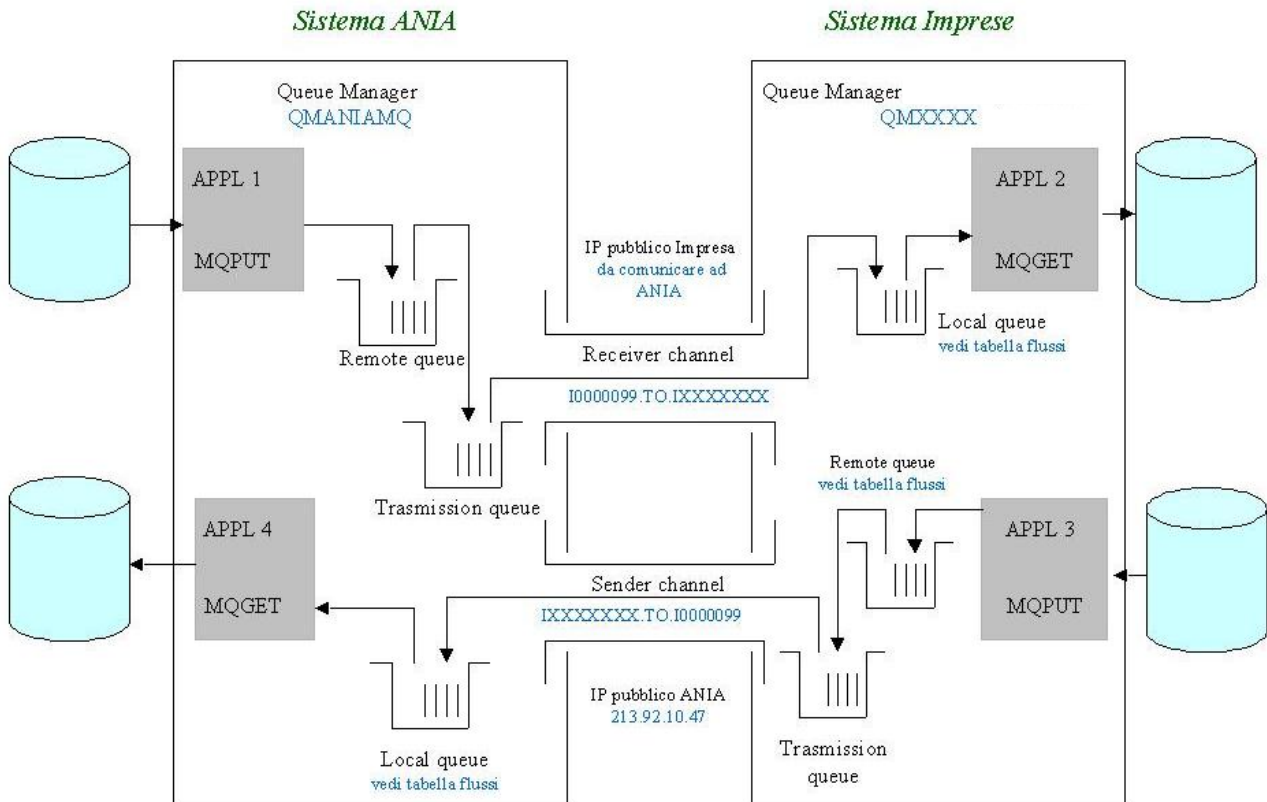 Sistema ANIA
Sistema Imprese
Queue Manager
QMANIAMQ
Queue Manager
QMXXXX
APPL 1
MQPUT
APPL 2
MQGET
IP pubblico Impresa
da comunicare ad
ANIA
Remote queue
Receiver channel
Local queue
vedi tabella flussi
I0000099.TO.IXXXXXXX
Trasmission queue
Remote queue
vedi tabella flussi
APPL 4
MQGET
APPL 3
MQPUT
Sender channel
IXXXXXXX.TO.I0000099
IP pubblico ANIA
213.92.10.47
Local queue
vedi tabella flussi
Trasmission
queue